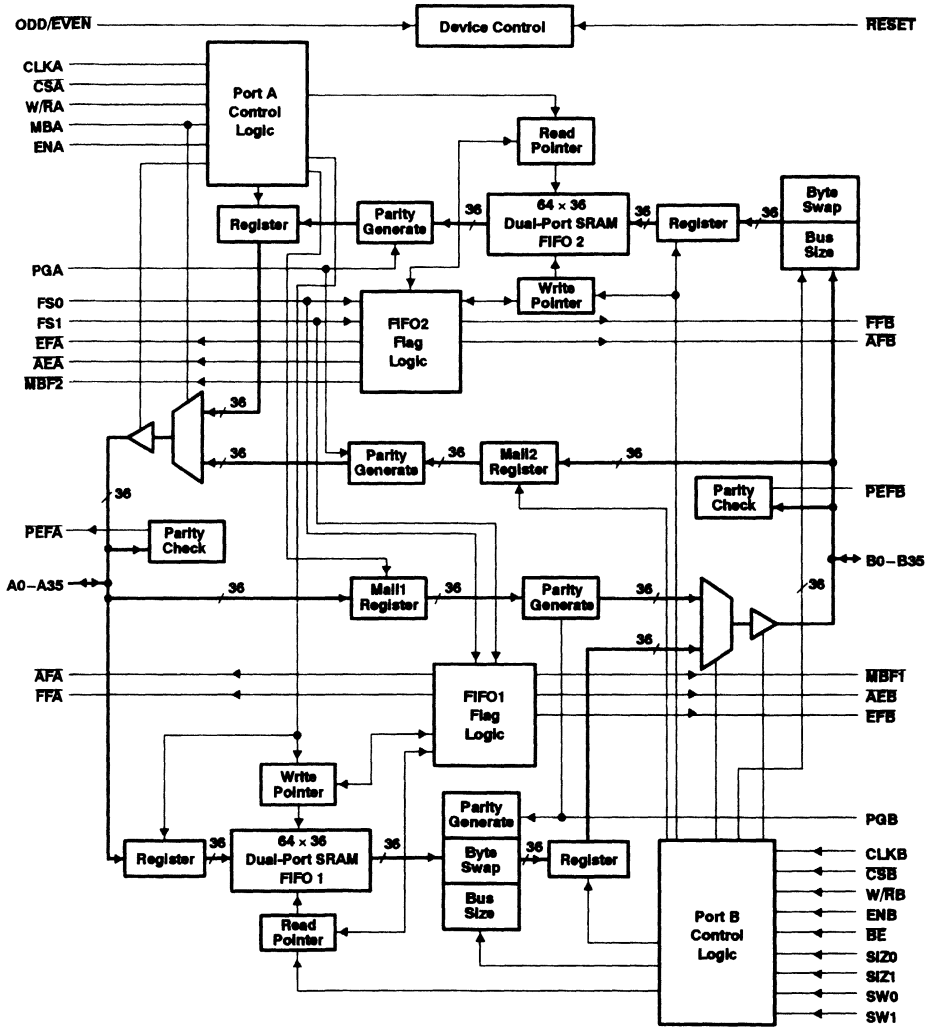 ODD/EVEN
Device Control
RESET
CLKA
CSA
W/RA
MBA
ENA
Port A
Control
Logic
Read
Pointer
Byte
Swap
Bus
Size
Register
Parity
Generate
36
64 × 36
Dual-Port SRAM
FIFO 2
36
Register
36
PGA
Write
Pointer
FS0
FS1
EFA
AEA
MBF2
FIFO2
Flag
Logic
FFB
AFB
36
36
Parity
Generate
36
Mail2
Register
36
36
PEFA
Parity
Check
Parity
Check
PEFB
A0–A35
B0–B35
36
Mail1
Register
36
Parity
Generate
36
36
36
AFA
FFA
FIFO1
Flag
Logic
MBF1
AEB
EFB
Write
Pointer
Parity
Generate
Byte
Swap
Bus
Size
PGB
Register
36
64 × 36
Dual-Port SRAM
FIFO 1
36
36
Register
Read
Pointer
Port B
Control
Logic
CLKB
CSB
W/RB
ENB
BE
SIZ0
SIZ1
SW0
SW1